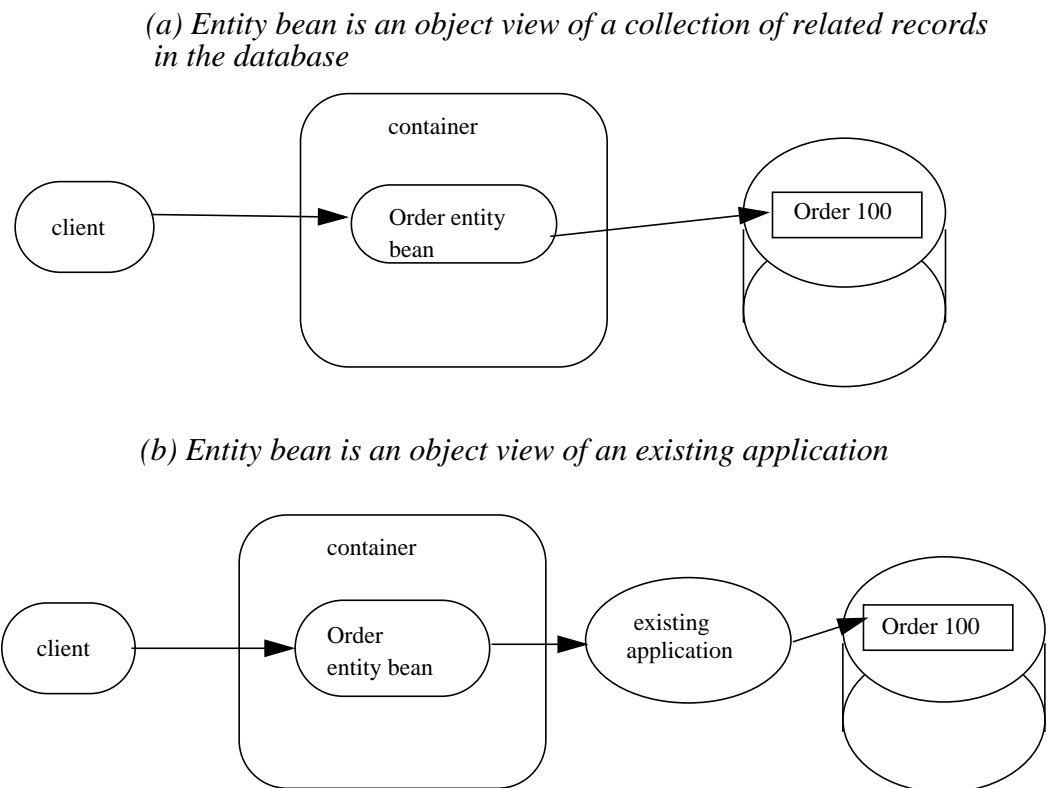 (a) Entity bean is an object view of a collection of related records
in the database
container
client
Order entity
bean
Order 100
(b) Entity bean is an object view of an existing application
container
client
Order
entity bean
existing
application
Order 100